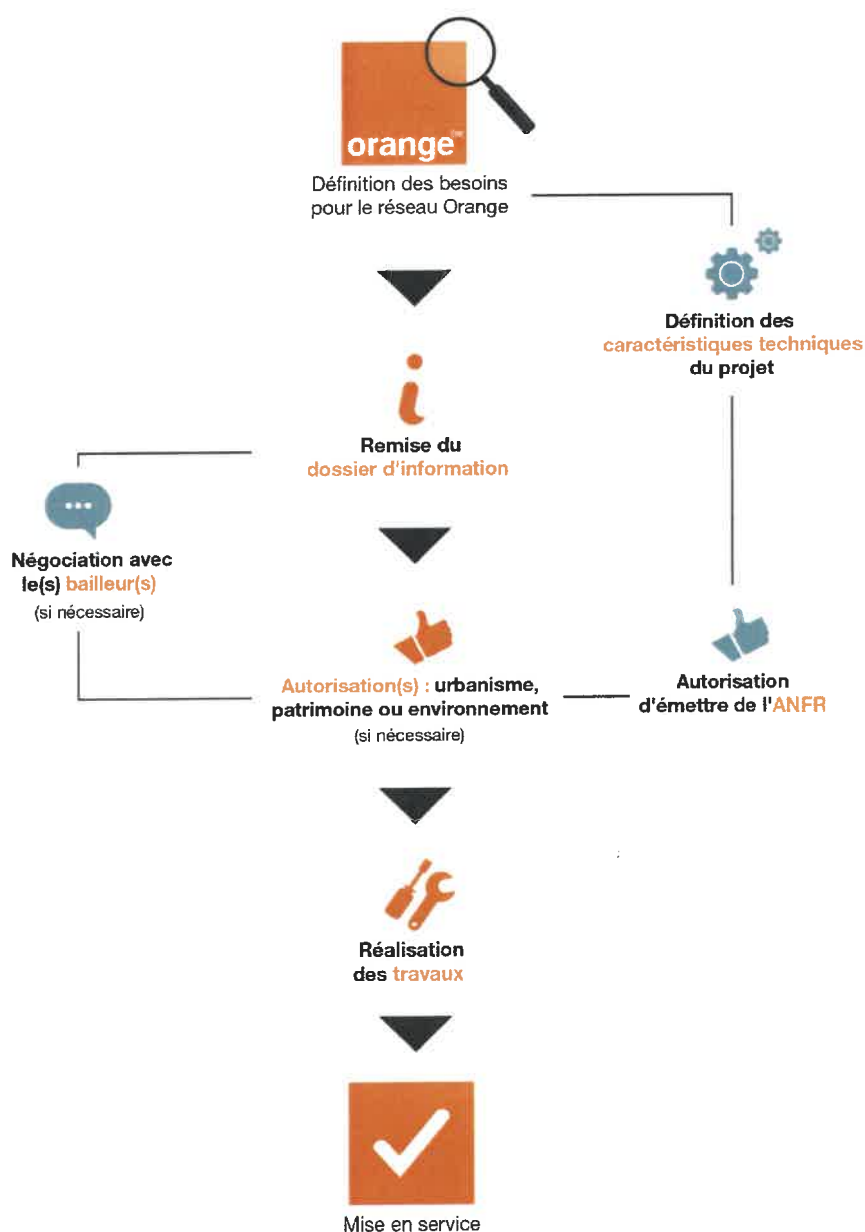 orange™
Définition des besoins
pour le réseau Orange
Définition des
caractéristiques techniques
du projet
Remise du
dossier d'information
Négociation avec
le(s) bailleur(s)
(si nécessaire)
Autorisation(s) : urbanisme,
patrimoine ou environnement
(si nécessaire)
Autorisation
d'émettre de l'ANFR
Réalisation
des travaux
Mise en service